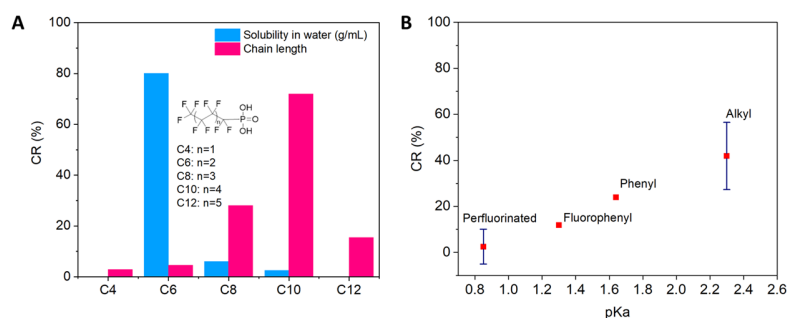 A
Solubility in water (g/mL)
Chain length
CR (%)
100
80
60
40
20
0
F F F F
F
F F F F
n
OH
P=O
OH
C4: n=1
C6: n=2
C8: n=3
C10: n=4
C12: n=5
C4 C6 C8 C10 C12
B
CR (%)
100
80
60
40
20
0
Alkyl
Phenyl
Perfluorinated
Fluorophenyl
0.8 1.0 1.2 1.4 1.6 1.8 2.0 2.2 2.4 2.6
pKa